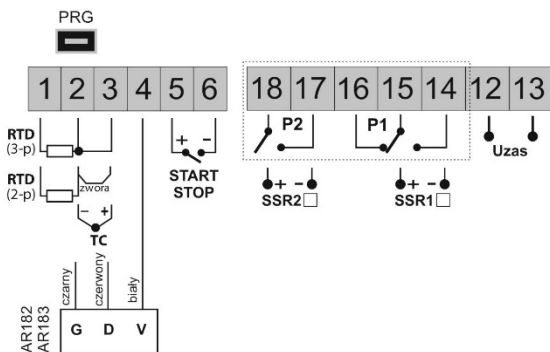 PRG
1 2 3 4 5 6 18 17 16 15 14 12 13
RTD
(3-p)
+ -
START
STOP
P2
P1
Uzas
RTD
(2-p)
zwora
- +
TC
+ -
SSR2
+ -
SSR1
czarny
czerwony
biały
AR182
AR183
G D V